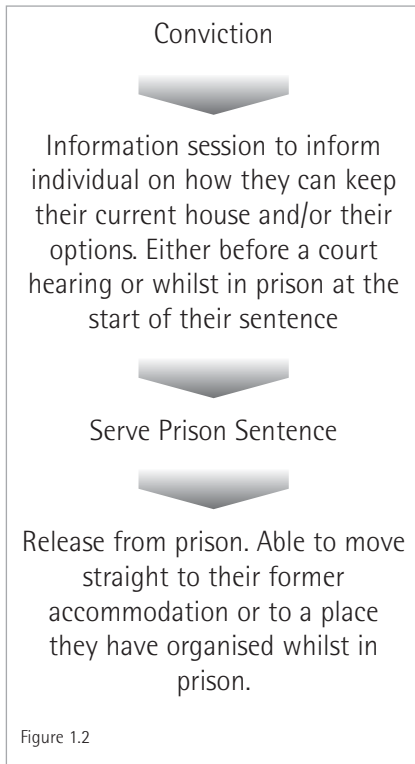 Conviction
Information session to inform
individual on how they can keep
their current house and/or their
options. Either before a court
hearing or whilst in prison at the
start of their sentence
Serve Prison Sentence
Release from prison. Able to move
straight to their former
accommodation or to a place
they have organised whilst in
prison.
Figure 1.2